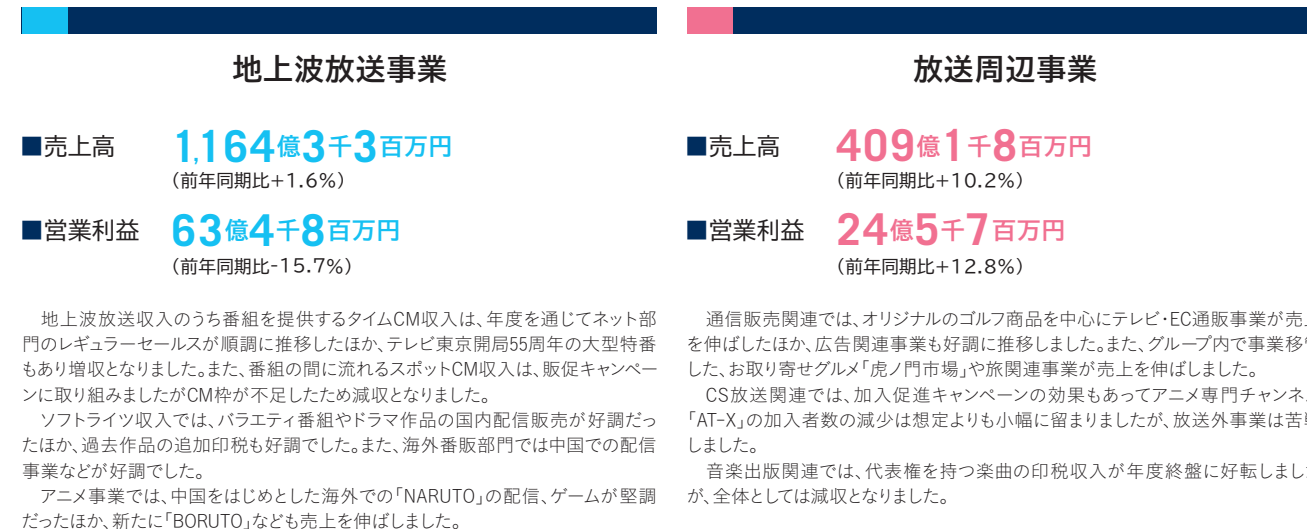 地上波放送事業
■売上高 1,164億3千3百万円
(前年同期比+1.6%)
■営業利益 63億4千8百万円
(前年同期比-15.7%)
地上波放送収入のうち番組を提供するタイムCM収入は、年度を通じてネット部
門のレギュラーセールスが順調に推移したほか、テレビ東京開局55周年の大型特番
もあり増収となりました。また、番組の間に流れるスポットCM収入は、販促キャンペー
ンに取り組みましたがCM枠が不足したため減収となりました。
ソフトライツ収入では、バラエティ番組やドラマ作品の国内配信販売が好調だっ
たほか、過去作品の追加印税も好調でした。また、海外番販部門では中国での配信
事業などが好調でした。
アニメ事業では、中国をはじめとした海外での「NARUTO」の配信、ゲームが堅調
だったほか、新たに「BORUTO」なども売上を伸ばしました。
放送周辺事業
■売上高 409億1千8百万円
(前年同期比+10.2%)
■営業利益 24億5千7百万円
(前年同期比+12.8%)
通信販売関連では、オリジナルのゴルフ商品を中心にテレビ・EC通販事業が売
を伸ばしたほか、広告関連事業も好調に推移しました。また、グループ内で事業移
した、お取り寄せグルメ「虎ノ門市場」や旅関連事業が売上を伸ばしました。
CS放送関連では、加入促進キャンペーンの効果もあってアニメ専門チャンネ
「AT-X」の加入者数の減少は想定よりも小幅に留まりましたが、放送外事業は苦
しました。
音楽出版関連では、代表権を持つ楽曲の印税収入が年度終盤に好転しまし
が、全体としては減収となりました。